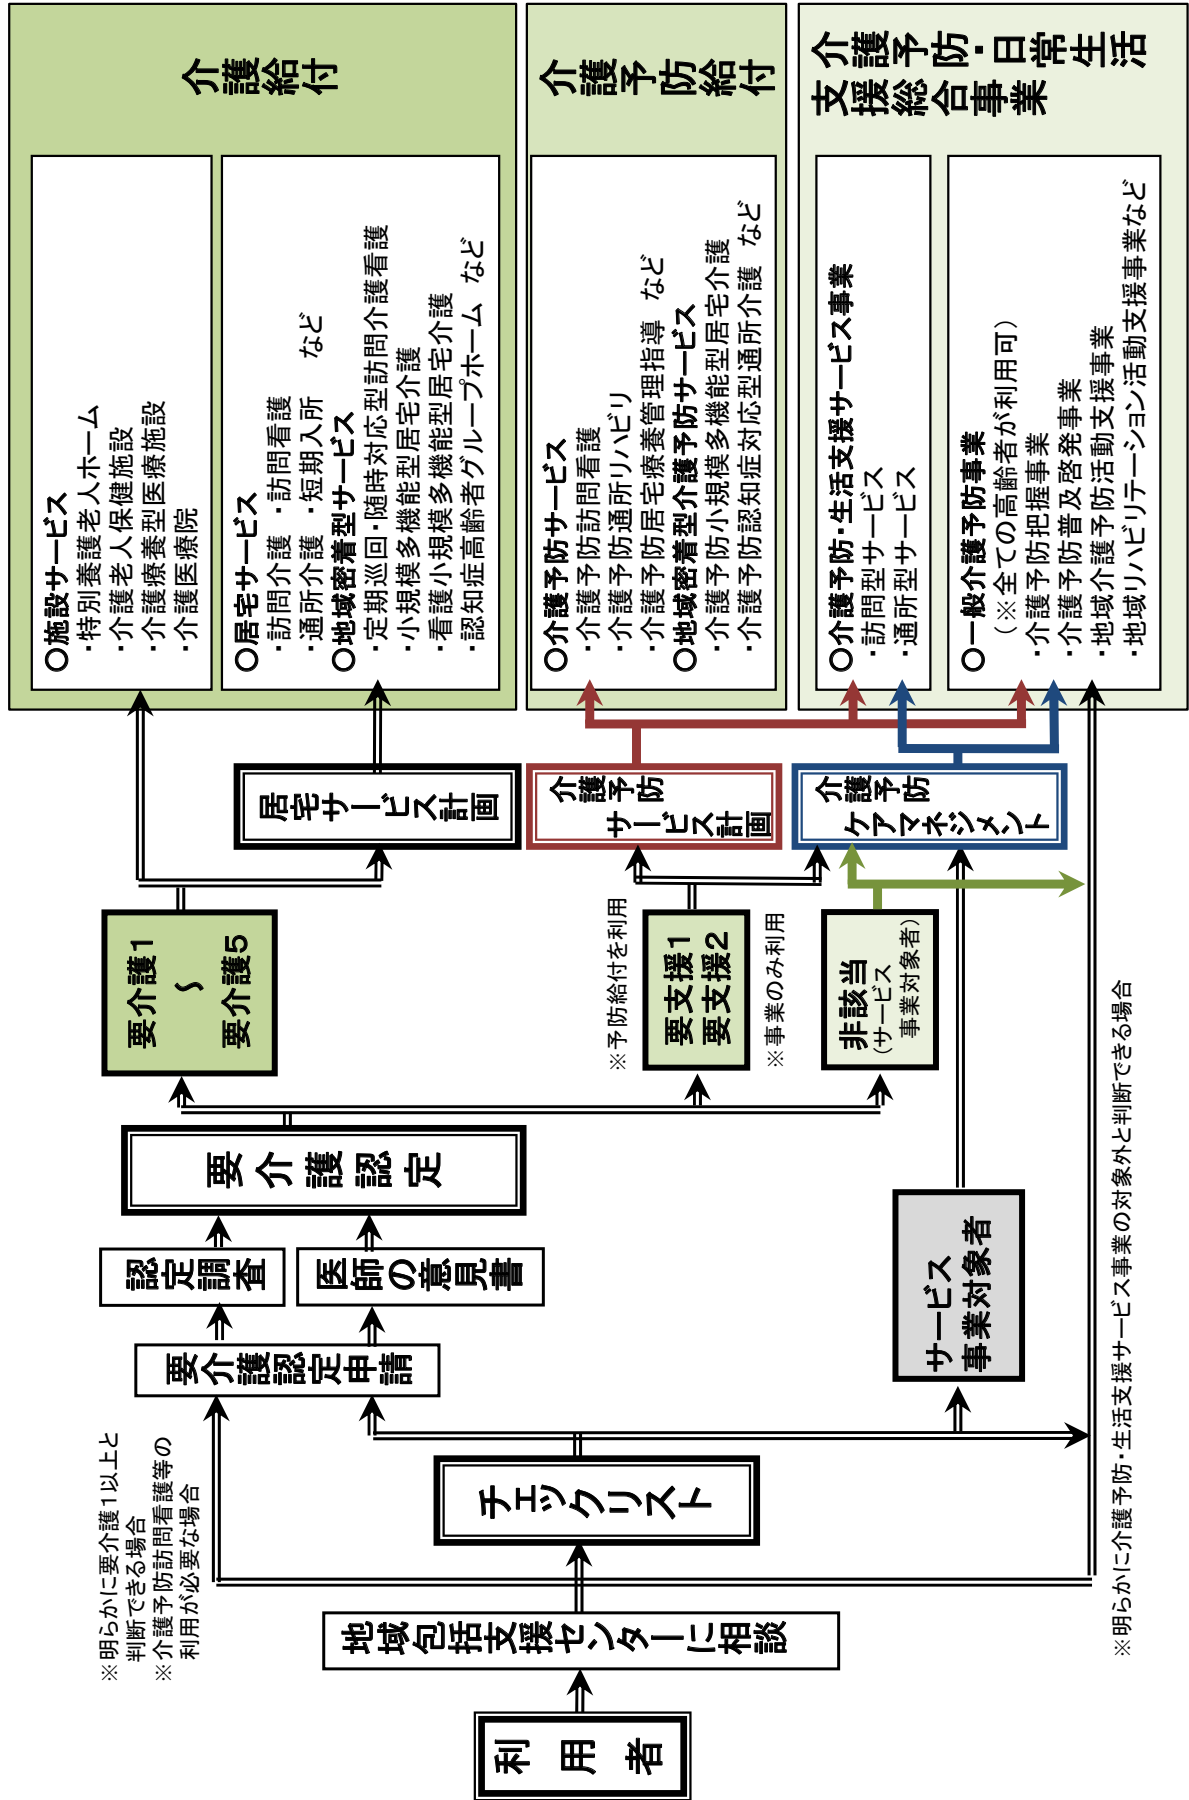 利用者
地域包括支援センターに相談
※明らかに要介護1以上と
判断できる場合
※介護予防訪問看護等の
利用が必要な場合
チェックリスト
要介護認定申請
認定調査
医師の意見書
サービス
事業対象者
要介護認定
要介護1
～
要介護5
※予防給付を利用
要支援1
要支援2
※事業のみ利用
非該当
(サービス
事業対象者)
居宅サービス計画
介護予防
サービス計画
介護予防
ケアマネジメント
※明らかに介護予防・生活支援サービス事業の対象外と判断できる場合
介護給付
○施設サービス
・特別養護老人ホーム
・介護老人保健施設
・介護療養型医療施設
・介護医療院
○居宅サービス
・訪問介護 ・訪問看護
・通所介護 ・短期入所 など
○地域密着型サービス
・定期巡回・随時対応型訪問介護看護
・小規模多機能型居宅介護
・看護小規模多機能型居宅介護
・認知症高齢者グループホーム など
介護予防給付
○介護予防サービス
・介護予防訪問看護
・介護予防通所リハビリ
・介護予防居宅療養管理指導 など
○地域密着型介護予防サービス
・介護予防小規模多機能型居宅介護
・介護予防認知症対応型通所介護 など
介護予防・日常生活
支援総合事業
○介護予防・生活支援サービス事業
・訪問型サービス
・通所型サービス
○一般介護予防事業
(※全ての高齢者が利用可)
・介護予防把握事業
・介護予防普及啓発事業
・地域介護予防活動支援事業
・地域リハビリテーション活動支援事業など